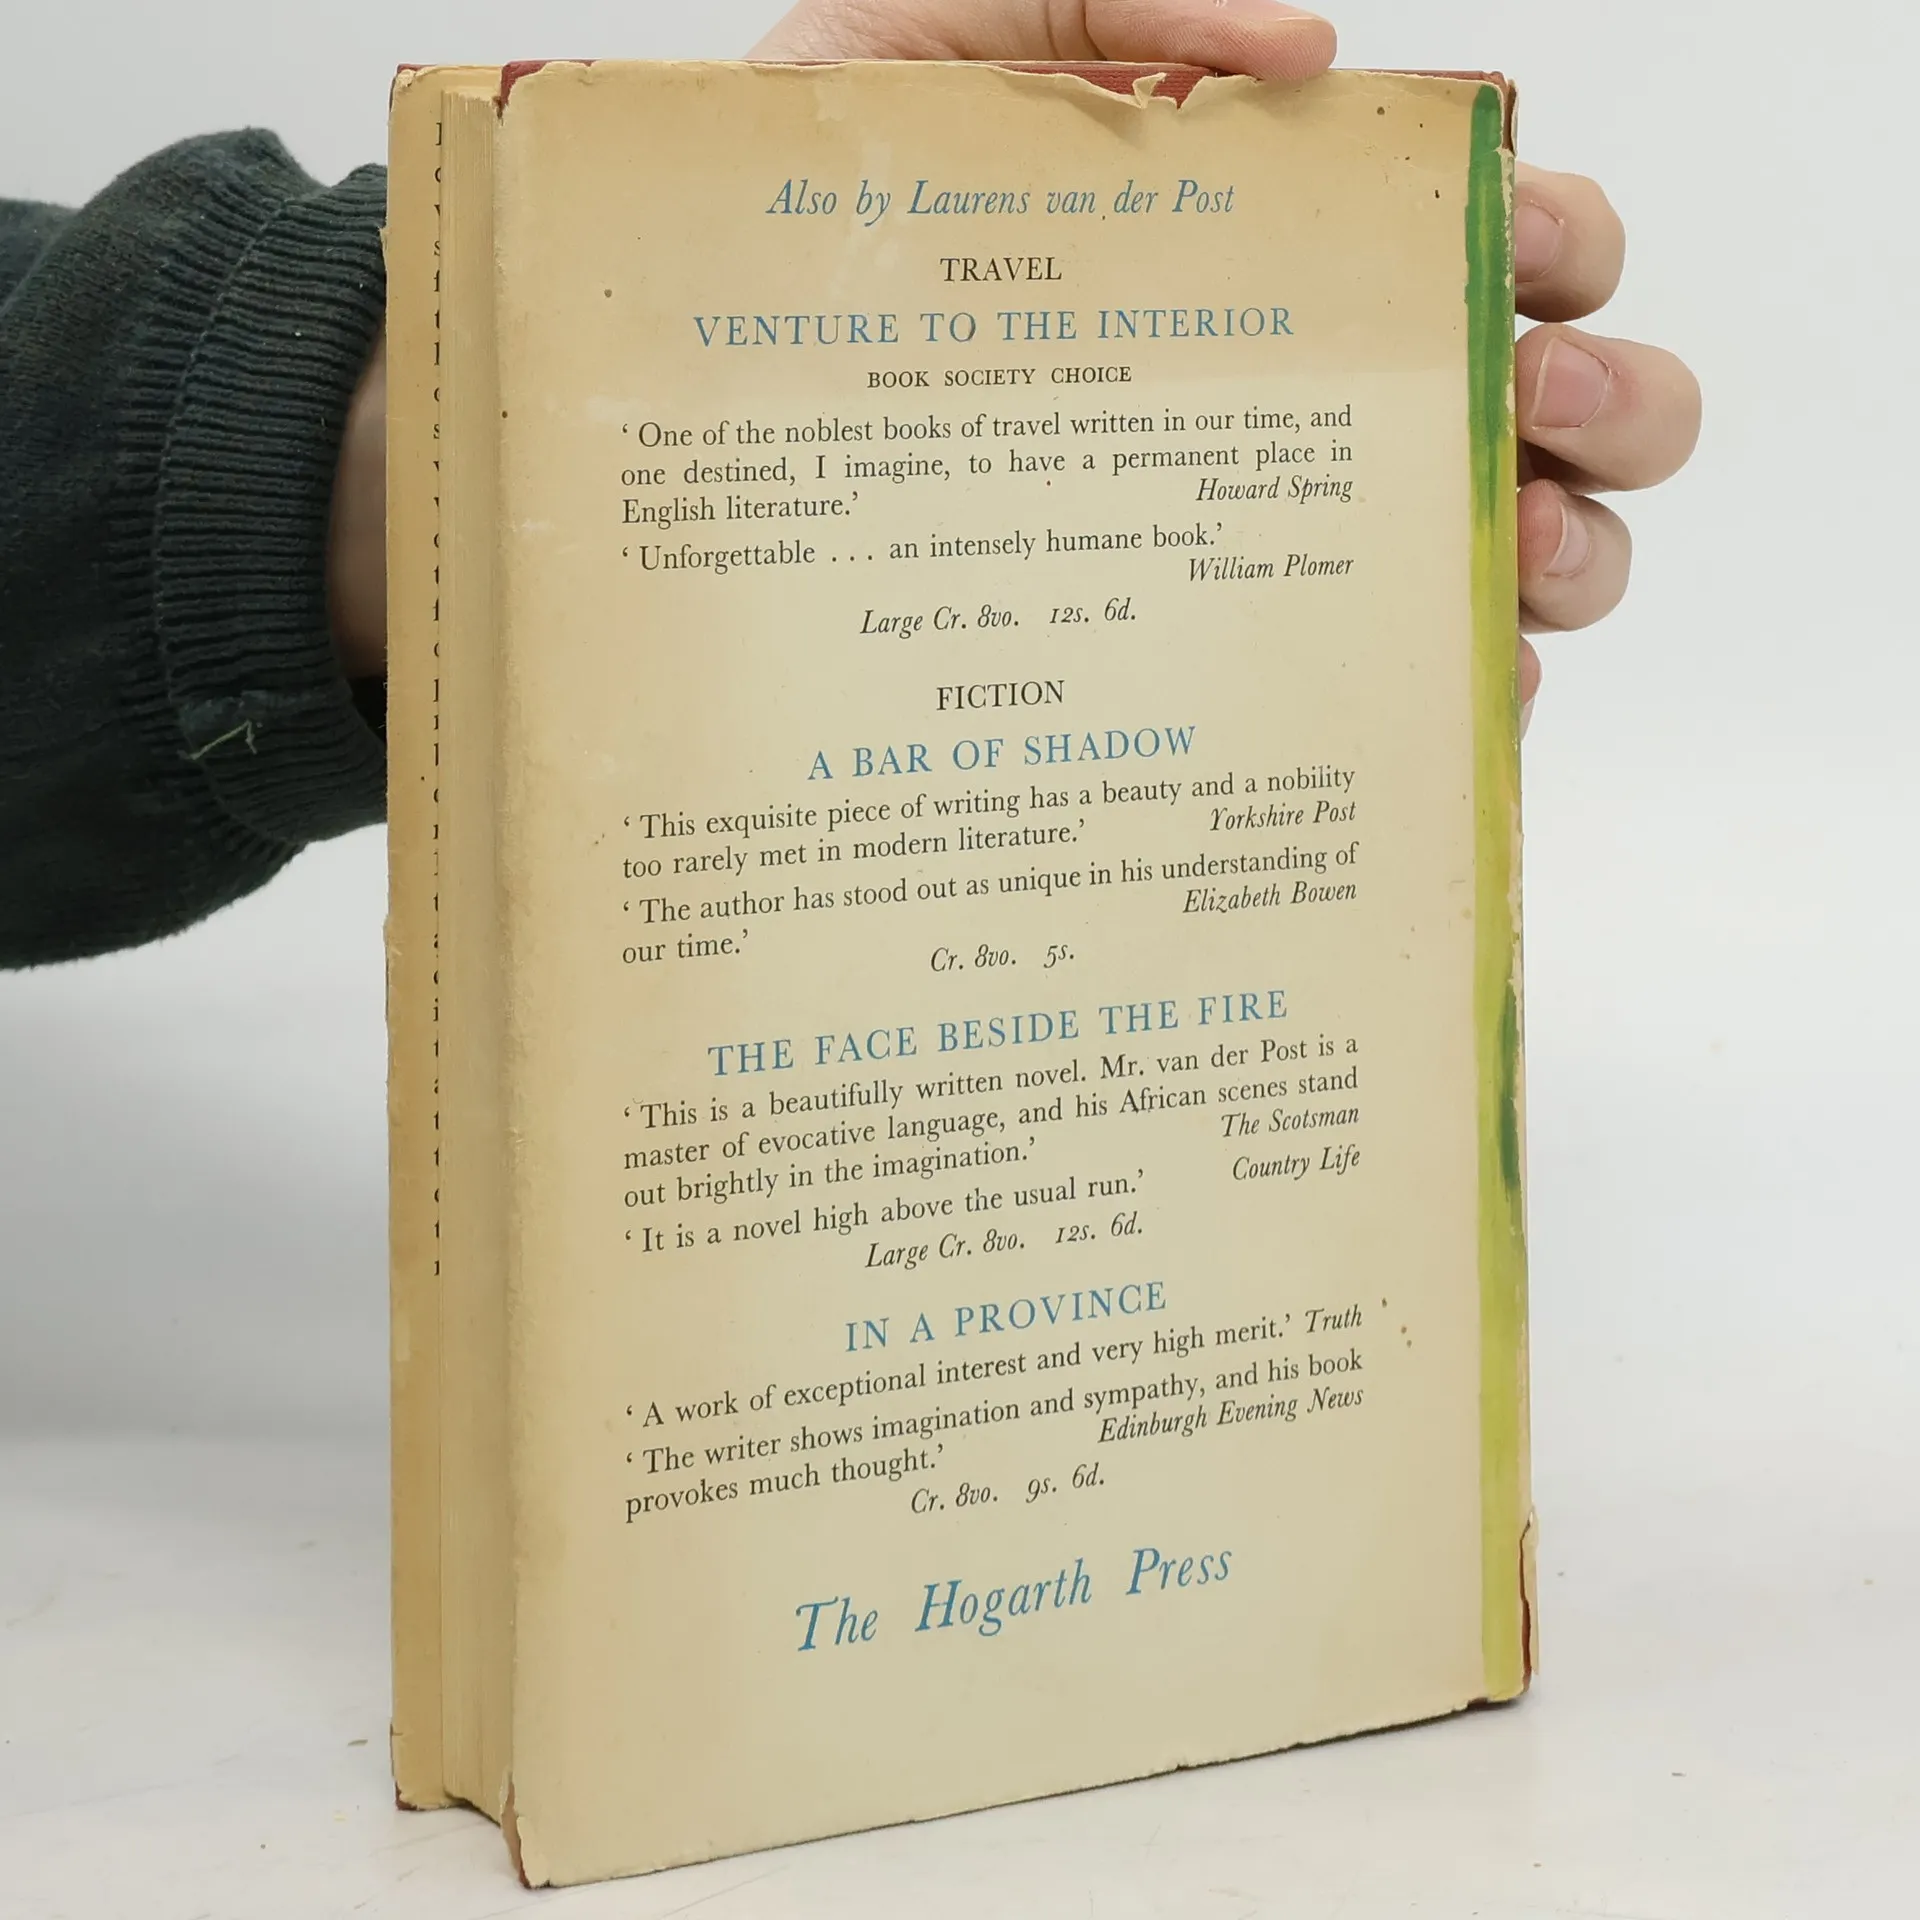 Also by Laurens van der Post
TRAVEL
VENTURE TO THE INTERIOR
BOOK SOCIETY CHOICE
‘ One of the noblest books of travel written in our time, and
one destined, I imagine, to have a permanent place in
English literature.’ Howard Spring
‘ Unforgettable . . . an intensely humane book.’
William Plomer
Large Cr. 8vo. 12s. 6d.
FICTION
A BAR OF SHADOW
‘ This exquisite piece of writing has a beauty and a nobility
too rarely met in modern literature.’ Yorkshire Post
‘ The author has stood out as unique in his understanding of
our time.’ Elizabeth Bowen
Cr. 8vo. 5s.
THE FACE BESIDE THE FIRE
‘ This is a beautifully written novel. Mr. van der Post is a
master of evocative language, and his African scenes stand
out brightly in the imagination.’ The Scotsman
‘ It is a novel high above the usual run.’ Country Life
Large Cr. 8vo. 12s. 6d.
IN A PROVINCE
‘ A work of exceptional interest and very high merit.’ Truth
‘ The writer shows imagination and sympathy, and his book
provokes much thought.’ Edinburgh Evening News
Cr. 8vo. 9s. 6d.
The Hogarth Press